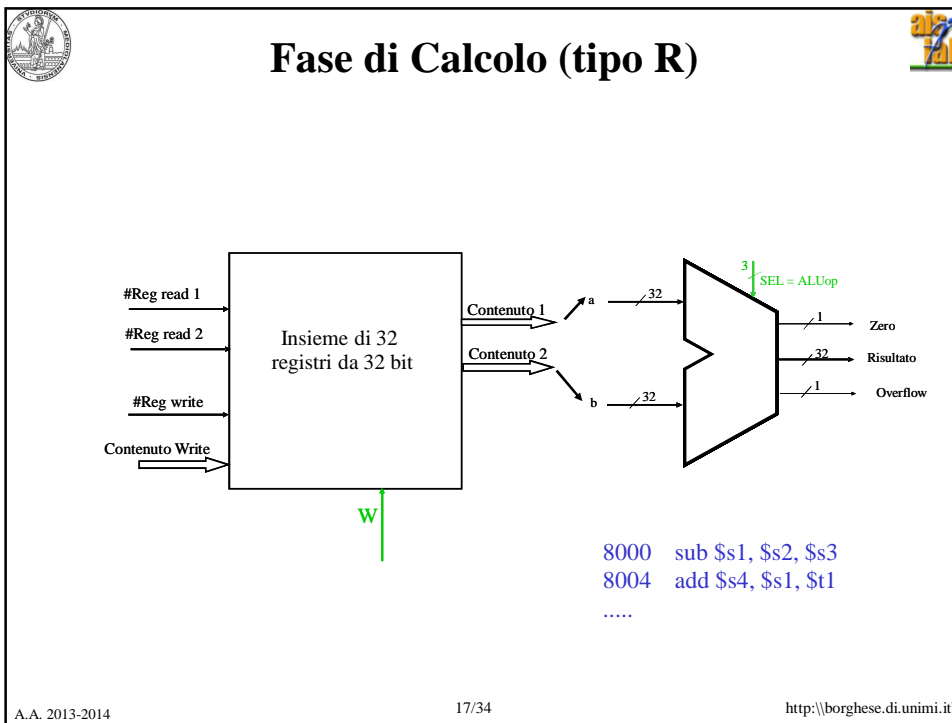 Fase di Calcolo (tipo R)
#Reg read 1
#Reg read 2
#Reg write
Contenuto Write
Insieme di 32
registri da 32 bit
W
Contenuto 1
Contenuto 2
a
b
32
32
3
SEL = ALUop
1
Zero
32
Risultato
1
Overflow
8000 sub $s1, $s2, $s3
8004 add $s4, $s1, $t1
.....
A.A. 2013-2014
17/34
http:\\borghese.di.unimi.it